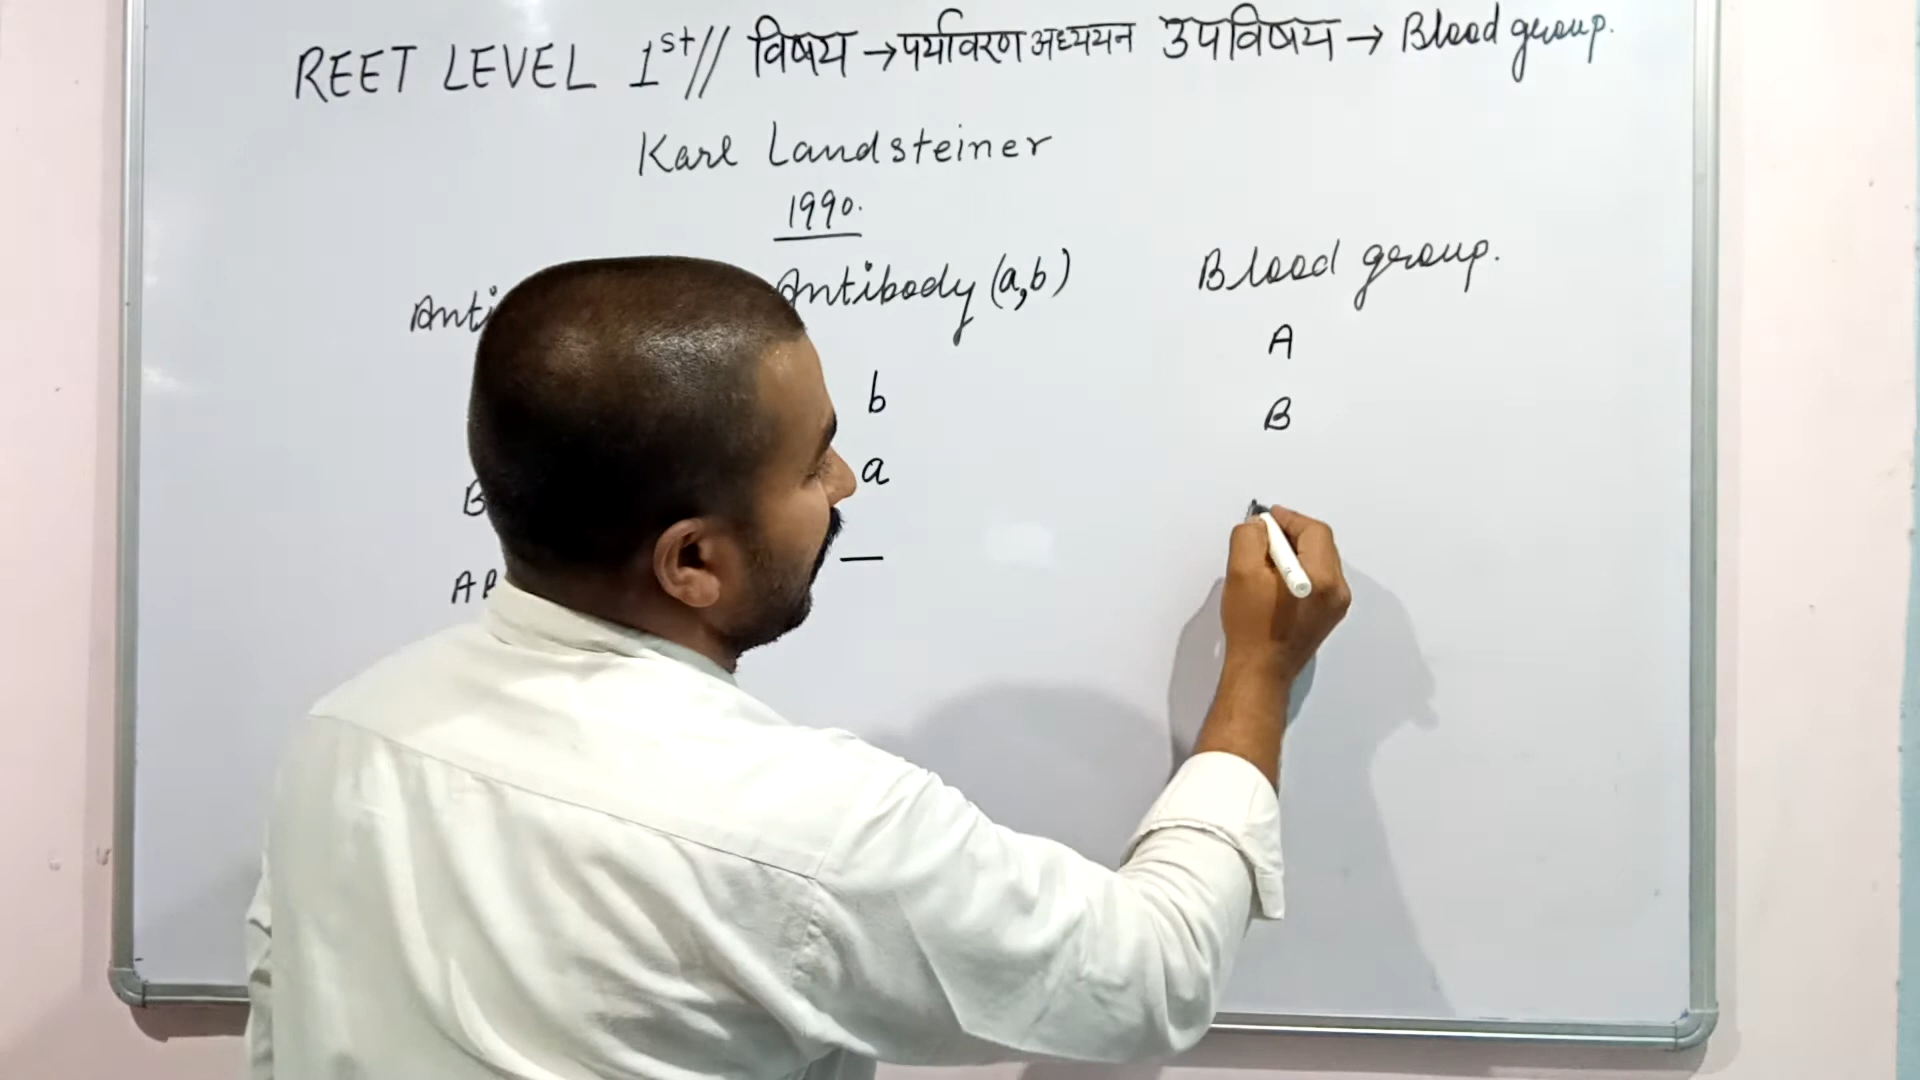 REET LEVEL 1st// विषय → पर्यावरण अध्ययन उपविषय → Blood group.
Karl Landsteiner
1990.
Antibody (a,b) Blood group.
A
b B
a
B
—
A